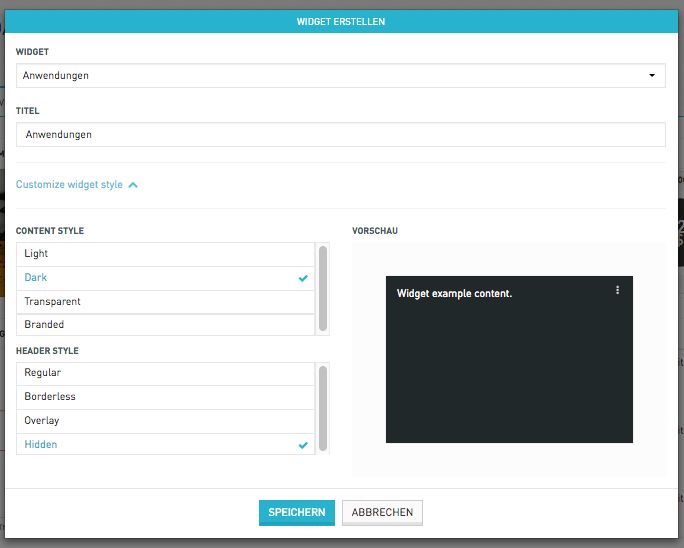 WIDGET ERSTELLEN
WIDGET
Anwendungen
TITEL
Anwendungen
Customize widget style
CONTENT STYLE
Light
Dark
Transparent
Branded
HEADER STYLE
Regular
Borderless
Overlay
Hidden
VORSCHAU
Widget example content.
SPEICHERN
ABBRECHEN